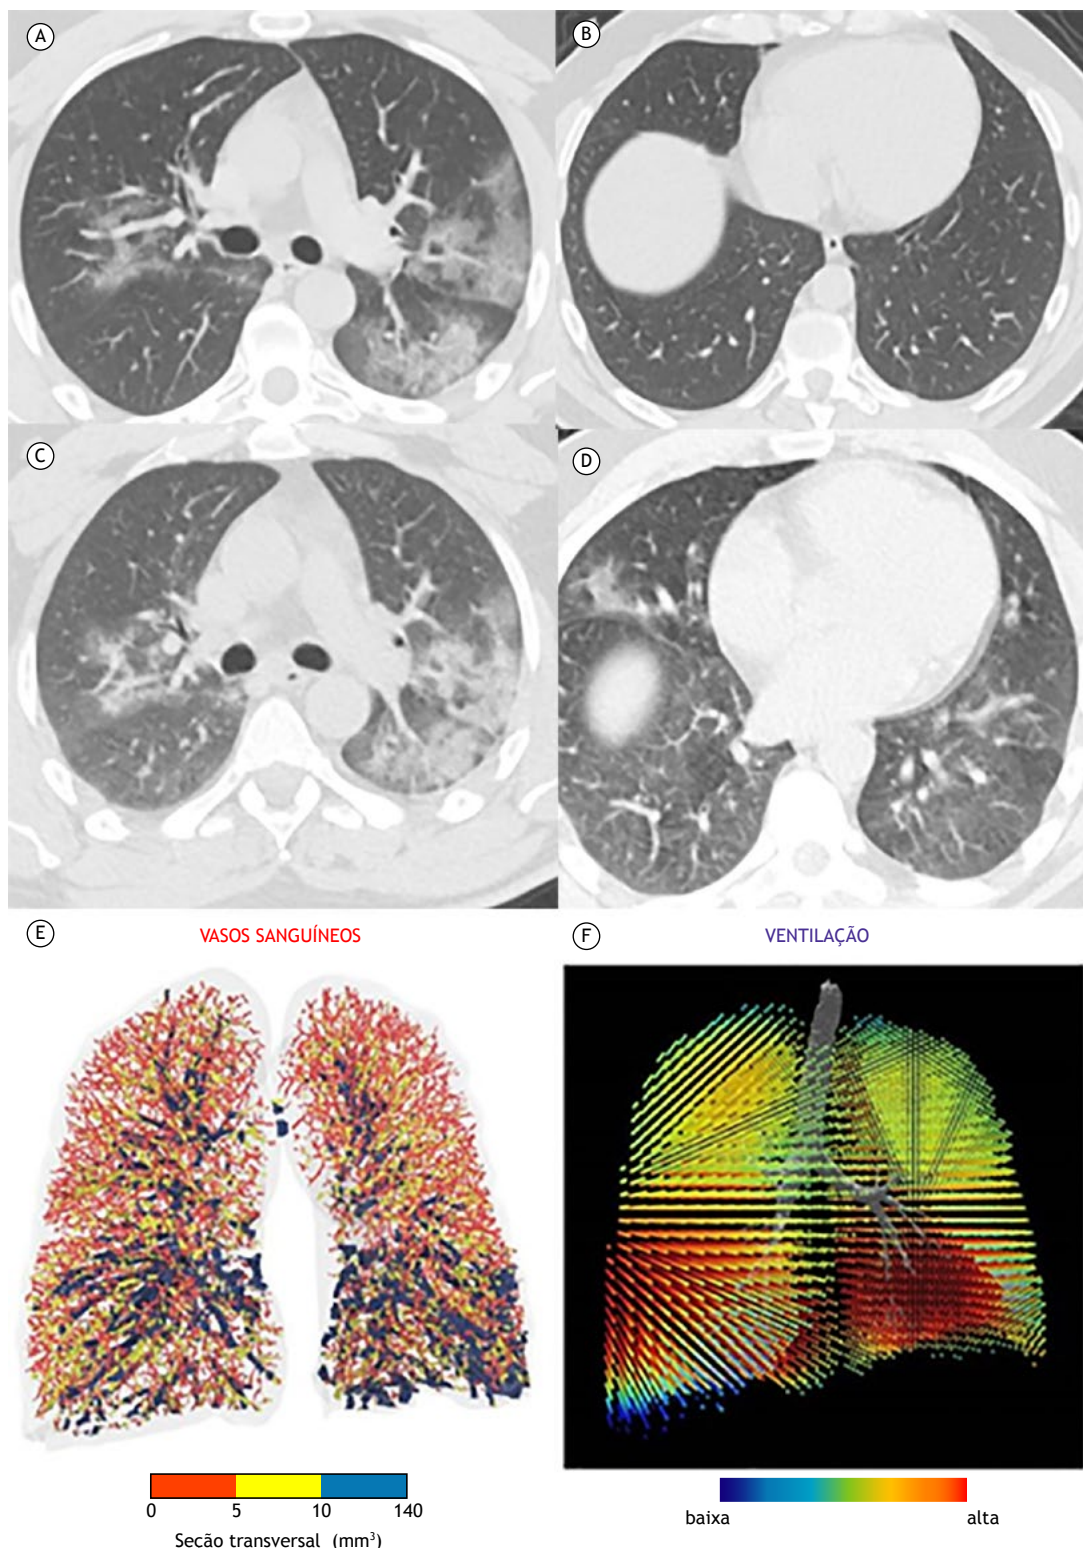 A
B
C
D
E
VASOS SANGUÍNEOS
F
VENTILAÇÃO
0 5 10 140
Secão transversal (mm³)
baixa alta